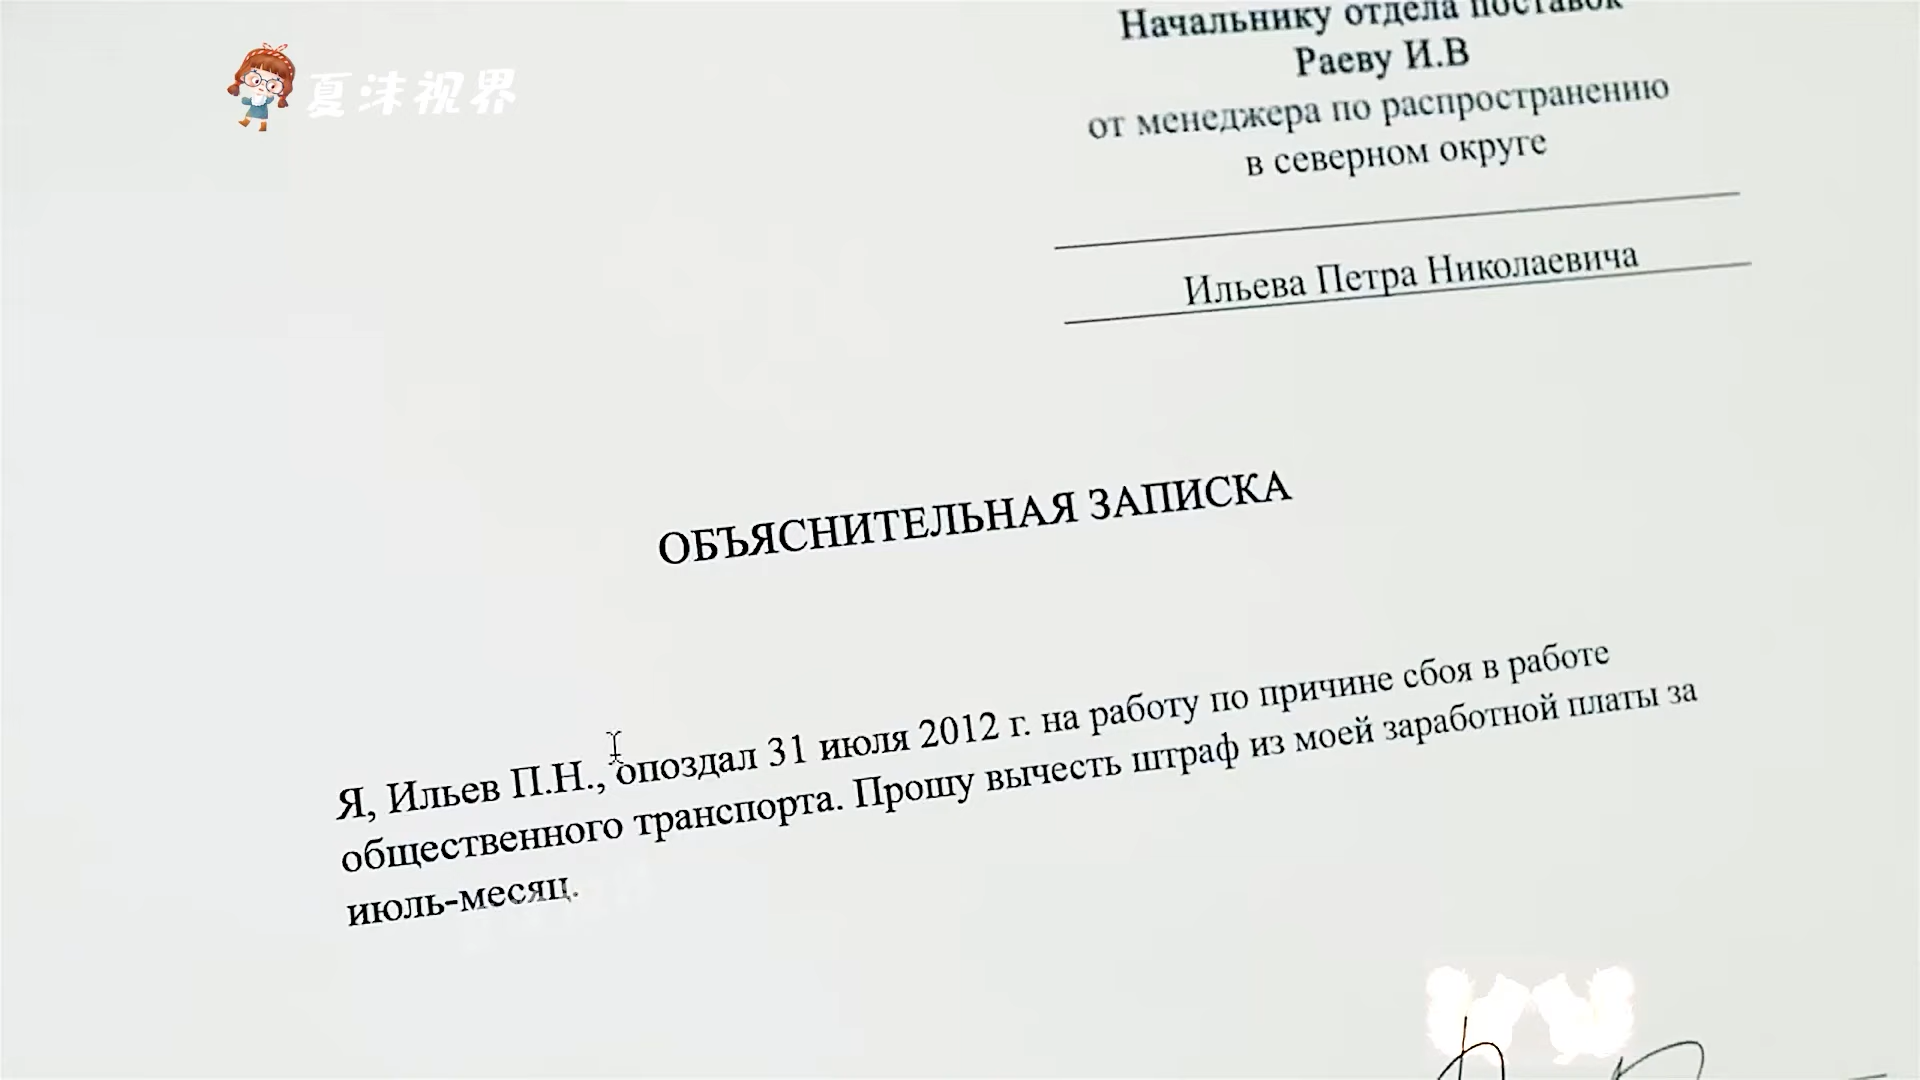 夏沫视界
Начальнику отдела поставок
Раеву И.В
от менеджера по распространению
в северном округе
Ильева Петра Николаевича
ОБЪЯСНИТЕЛЬНАЯ ЗАПИСКА
Я, Ильев П.Н., опоздал 31 июля 2012 г. на работу по причине сбоя в работе
общественного транспорта. Прошу вычесть штраф из моей заработной платы за
июль-месяц.